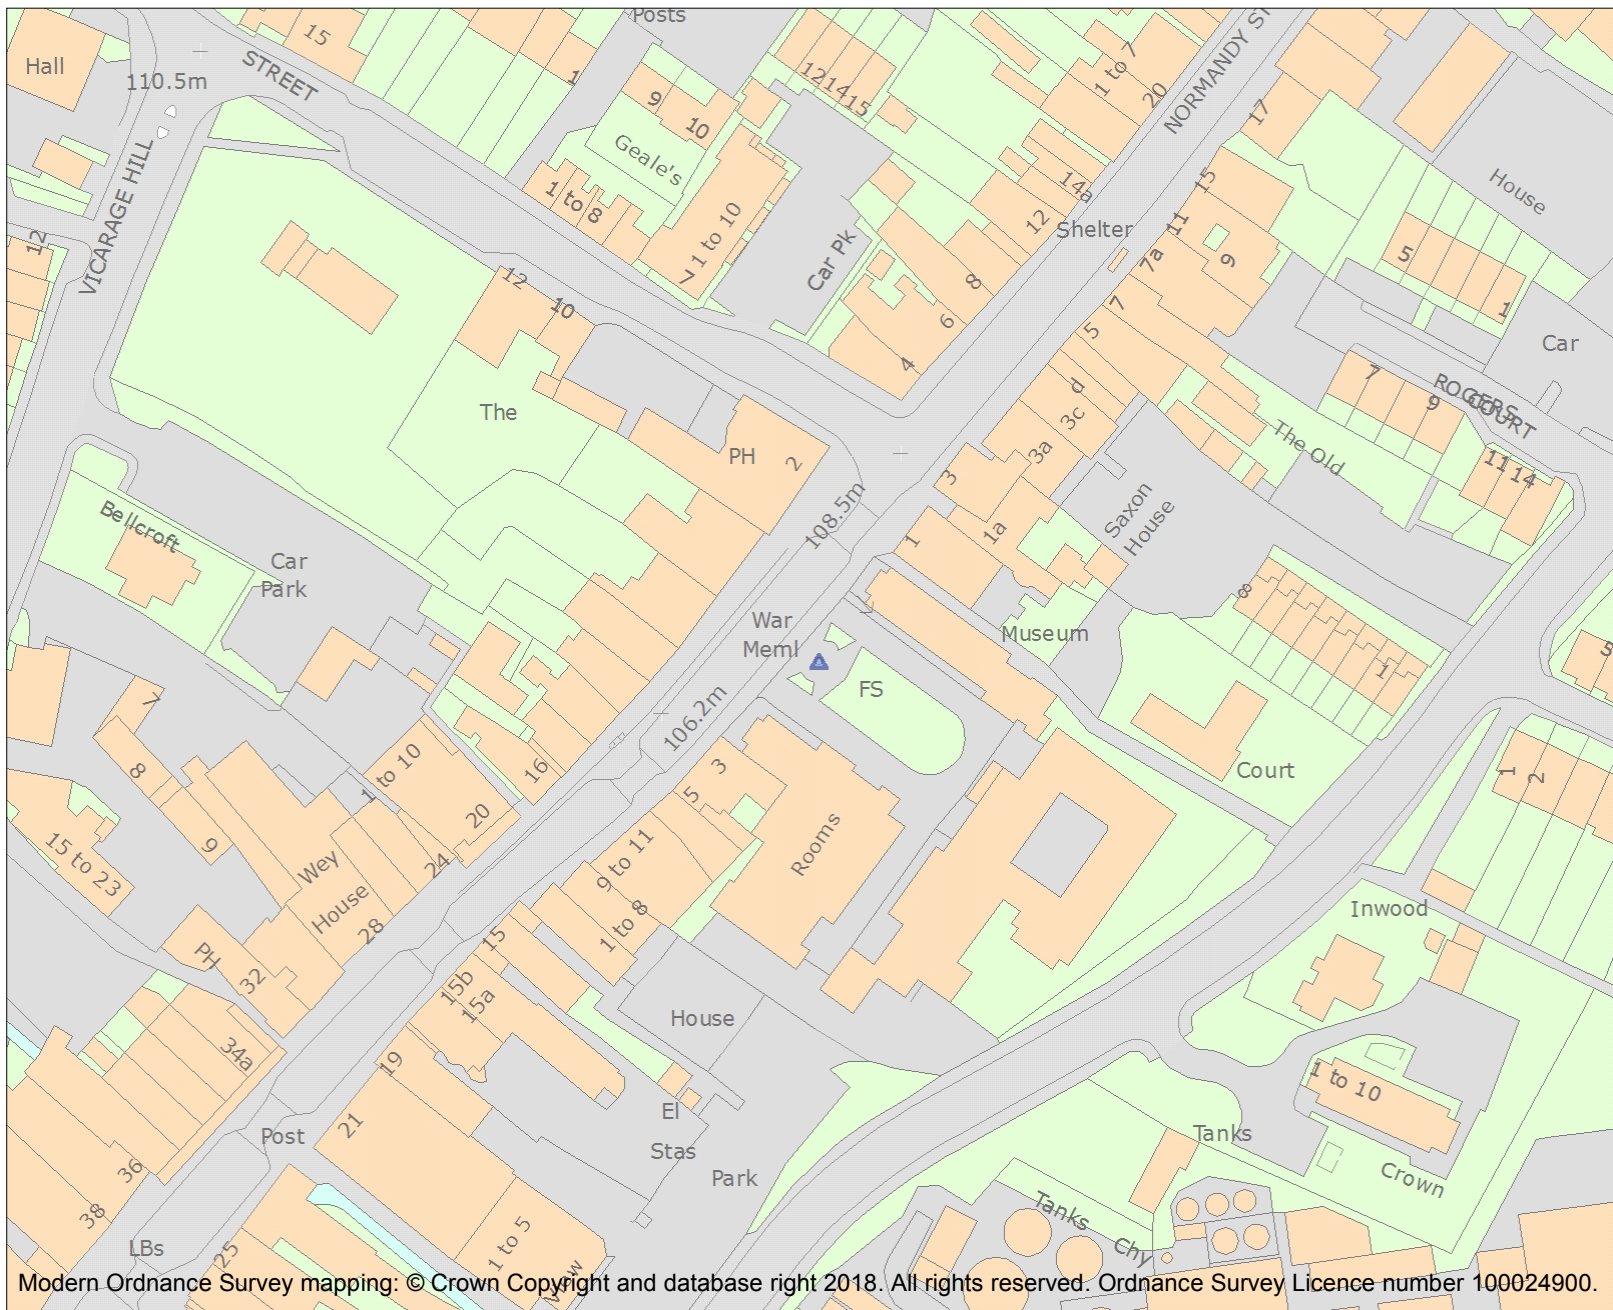 Posts
15
Hall
110.5m
STREET
1
9
10
Geale's
12 14 15
1 to 7
20
NORMANDY ST
17
VICARAGE HILL
12
1 to 8
1 to 10
7
Car Pk
14a
12
Shelter
15
11
7a
9
House
5
1
8
6
4
7
5
Car
12
10
The
PH
2
d
3c
3a
3
7
9
ROGERS
COURT
The Old
11 14
Saxon
House
108.5m
1
1a
Bellcroft
Car
Park
8
1
War
Meml
Museum
FS
5
106.2m
7
8
9
1 to 10
16
3
5
Court
1
2
15 to 23
20
24
Wey
House
28
9 to 11
1 to 8
Rooms
Inwood
PH
32
15
15b
15a
House
34a
19
1 to 10
El
Stas
21
Post
Park
Tanks
Crown
36
38
Tanks
Chy
LBs
25
1 to 5
View
Modern Ordnance Survey mapping: © Crown Copyright and database right 2018. All rights reserved. Ordnance Survey Licence number 100024900.